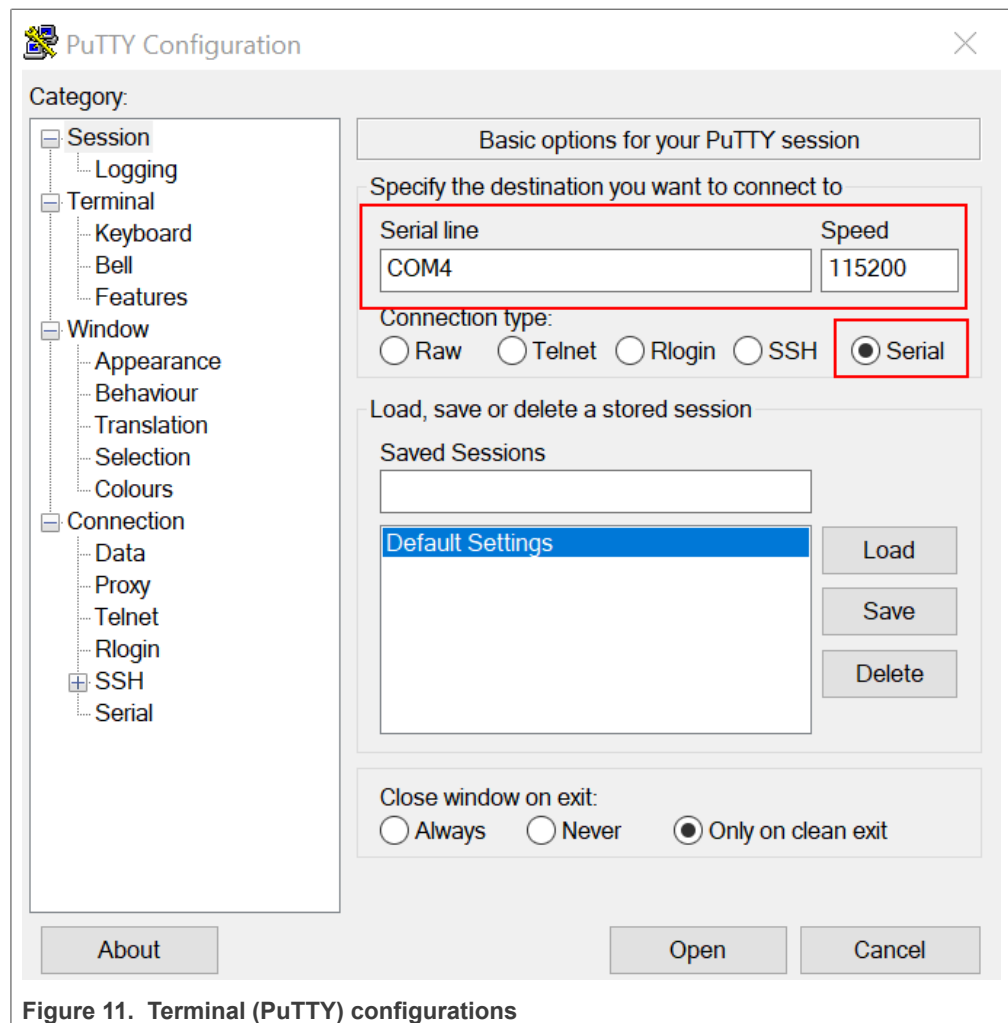 PuTTY Configuration
Category:
Session
Logging
Terminal
Keyboard
Bell
Features
Window
Appearance
Behaviour
Translation
Selection
Colours
Connection
Data
Proxy
Telnet
Rlogin
SSH
Serial
Basic options for your PuTTY session
Specify the destination you want to connect to
Serial line Speed
COM4 115200
Connection type:
Raw Telnet Rlogin SSH Serial
Load, save or delete a stored session
Saved Sessions
Default Settings
Load
Save
Delete
Close window on exit:
Always Never Only on clean exit
About Open Cancel
Figure 11. Terminal (PuTTY) configurations